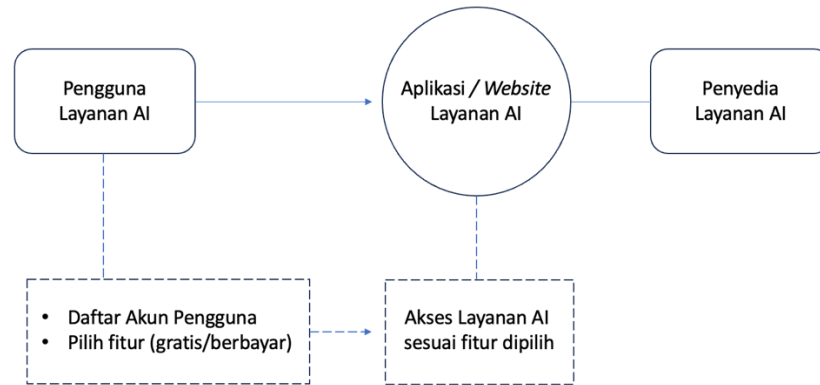 Pengguna
Layanan AI
Aplikasi / Website
Layanan AI
Penyedia
Layanan AI
• Daftar Akun Pengguna
• Pilih fitur (gratis/berbayar)
Akses Layanan AI
sesuai fitur dipilih